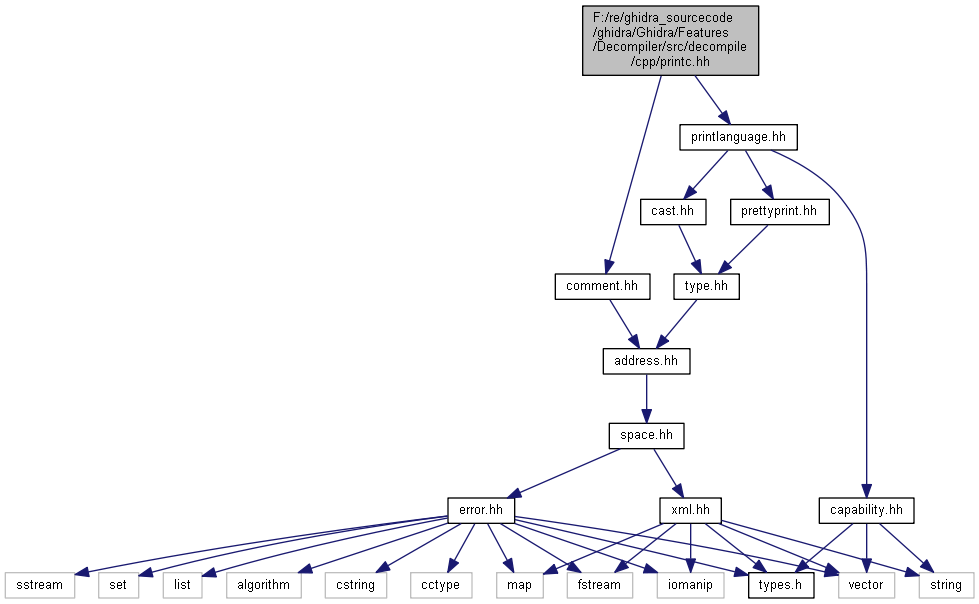 F:/re/ghidra_sourcecode
/ghidra/Ghidra/Features
/Decompiler/src/decompile
/cpp/printc.hh
printlanguage.hh
cast.hh
prettyprint.hh
comment.hh
type.hh
address.hh
space.hh
error.hh
xml.hh
capability.hh
sstream
set
list
algorithm
cstring
cctype
map
fstream
iomanip
types.h
vector
string